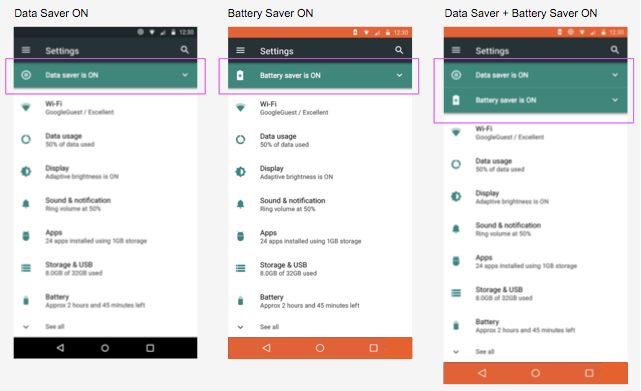 Data Saver ON
12:30
Settings
Data saver is ON
Wi-Fi
GoogleGuest / Excellent
Data usage
50% of data used
Display
Adaptive brightness is ON
Sound & notification
Ring volume at 50%
Apps
24 apps installed using 1GB storage
Storage & USB
8.0GB of 32GB used
Battery
Approx 2 hours and 45 minutes left
See all
Battery Saver ON
12:30
Settings
Battery saver is ON
Wi-Fi
GoogleGuest / Excellent
Data usage
50% of data used
Display
Adaptive brightness is ON
Sound & notification
Ring volume at 50%
Apps
24 apps installed using 1GB storage
Storage & USB
8.0GB of 32GB used
Battery
Approx 2 hours and 45 minutes left
See all
Data Saver + Battery Saver ON
12:30
Settings
Data saver is ON
Battery saver is ON
Wi-Fi
GoogleGuest / Excellent
Data usage
50% of data used
Display
Adaptive brightness is ON
Sound & notification
Ring volume at 50%
Apps
24 apps installed using 1GB storage
Storage & USB
8.0GB of 32GB used
Battery
Approx 2 hours and 45 minutes left
See all